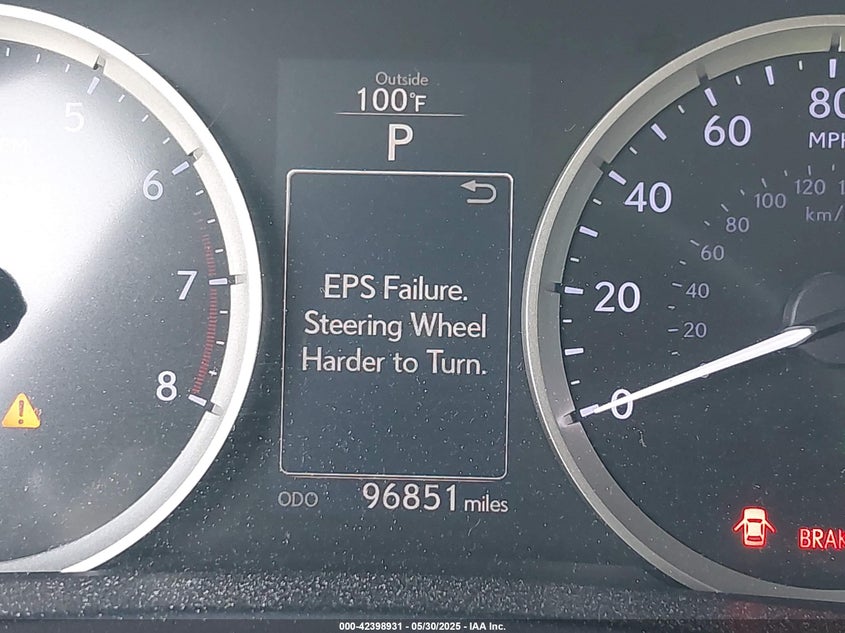 Outside
100°F
P
EPS Failure.
Steering Wheel
Harder to Turn.
ODO 96851 miles
5
6
7
8
0
20
40
60
80
MPH
20
40
60
80
100
120
km/
BRAK
000-42398931 - 05/30/2025 - IAA Inc.